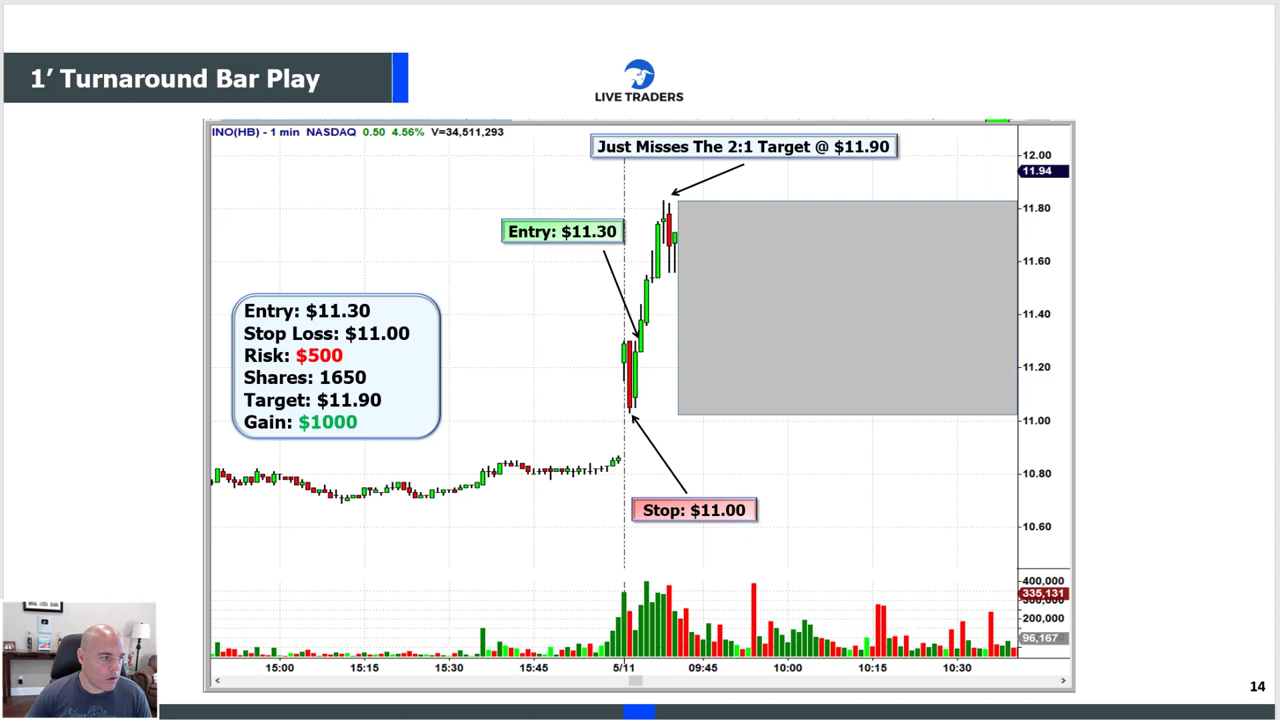 1’ Turnaround Bar Play
LIVE TRADERS
INO(HB) - 1 min NASDAQ 0.50 4.56% V=34,511,293
Just Misses The 2:1 Target @ $11.90
Entry: $11.30
Entry: $11.30
Stop Loss: $11.00
Risk: $500
Shares: 1650
Target: $11.90
Gain: $1000
Stop: $11.00
12.00
11.94
11.80
11.60
11.40
11.20
11.00
10.80
10.60
400,000
335,131
300,000
200,000
96,167
15:00 15:15 15:30 15:45 5/11 09:45 10:00 10:15 10:30
14